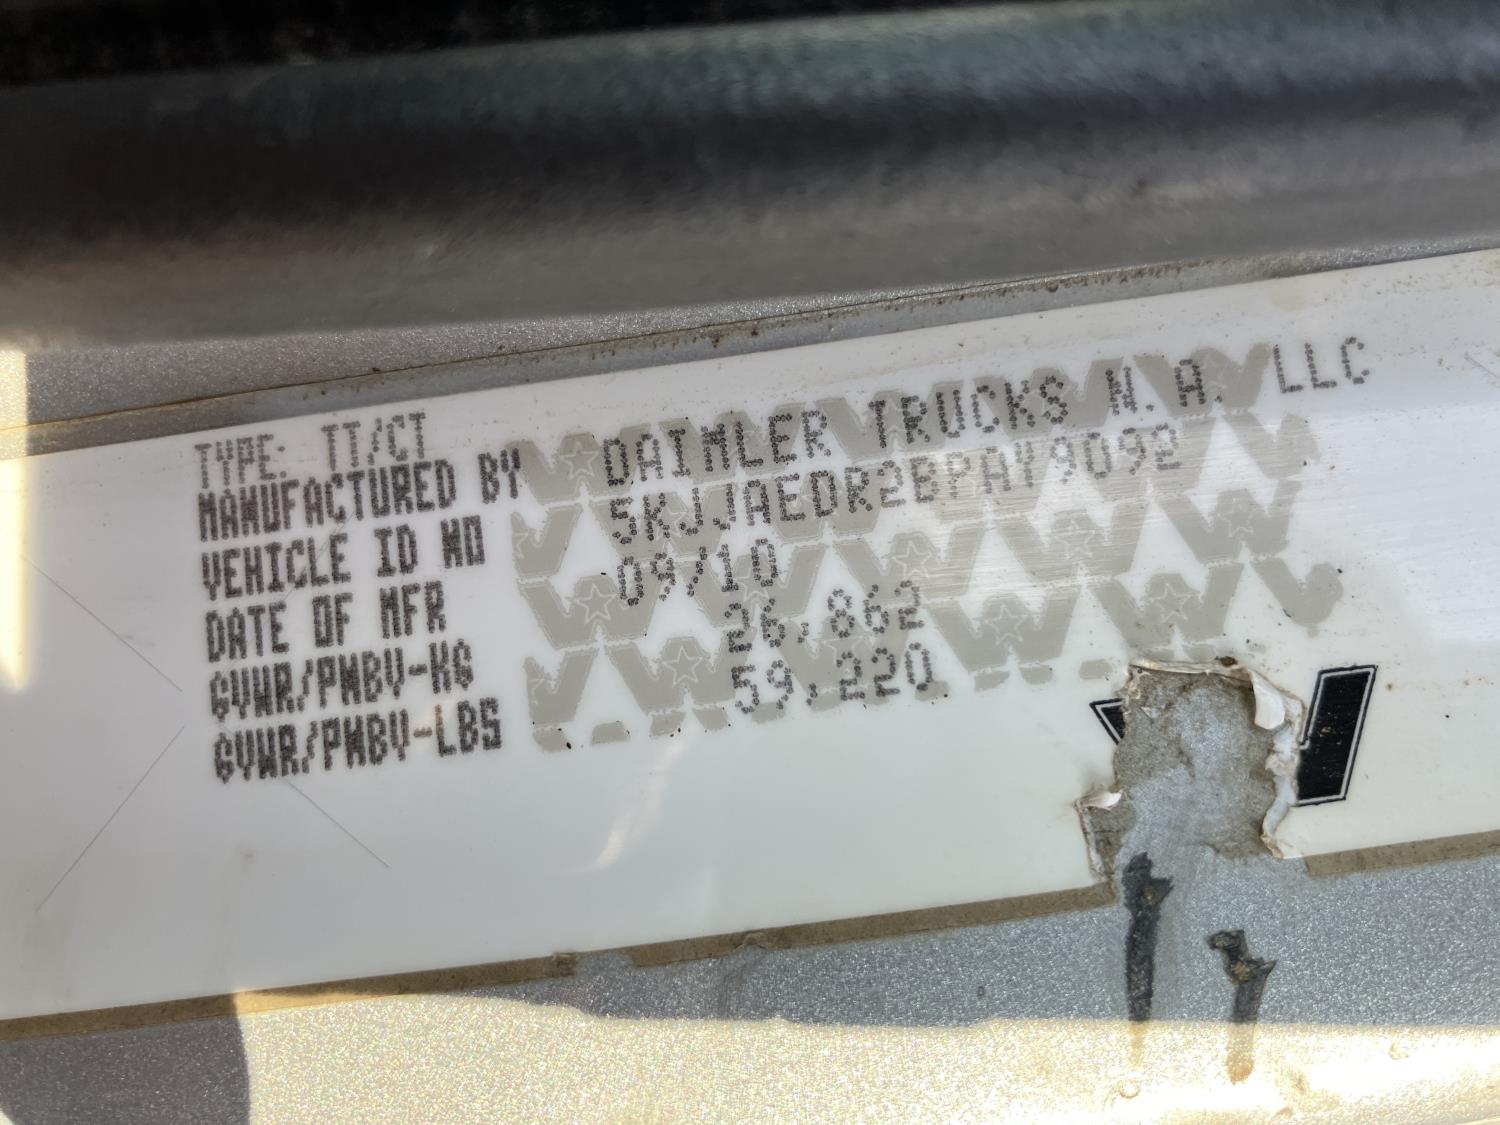 TYPE: TT/CT
MANUFACTURED BY DAIMLER TRUCKS N.A. LLC
VEHICLE ID NO 5KJJAEDR2BPAY9092
DATE OF MFR 09/10
GVWR/PNBV-KG 26,862
GVWR/PNBV-LBS 59,220